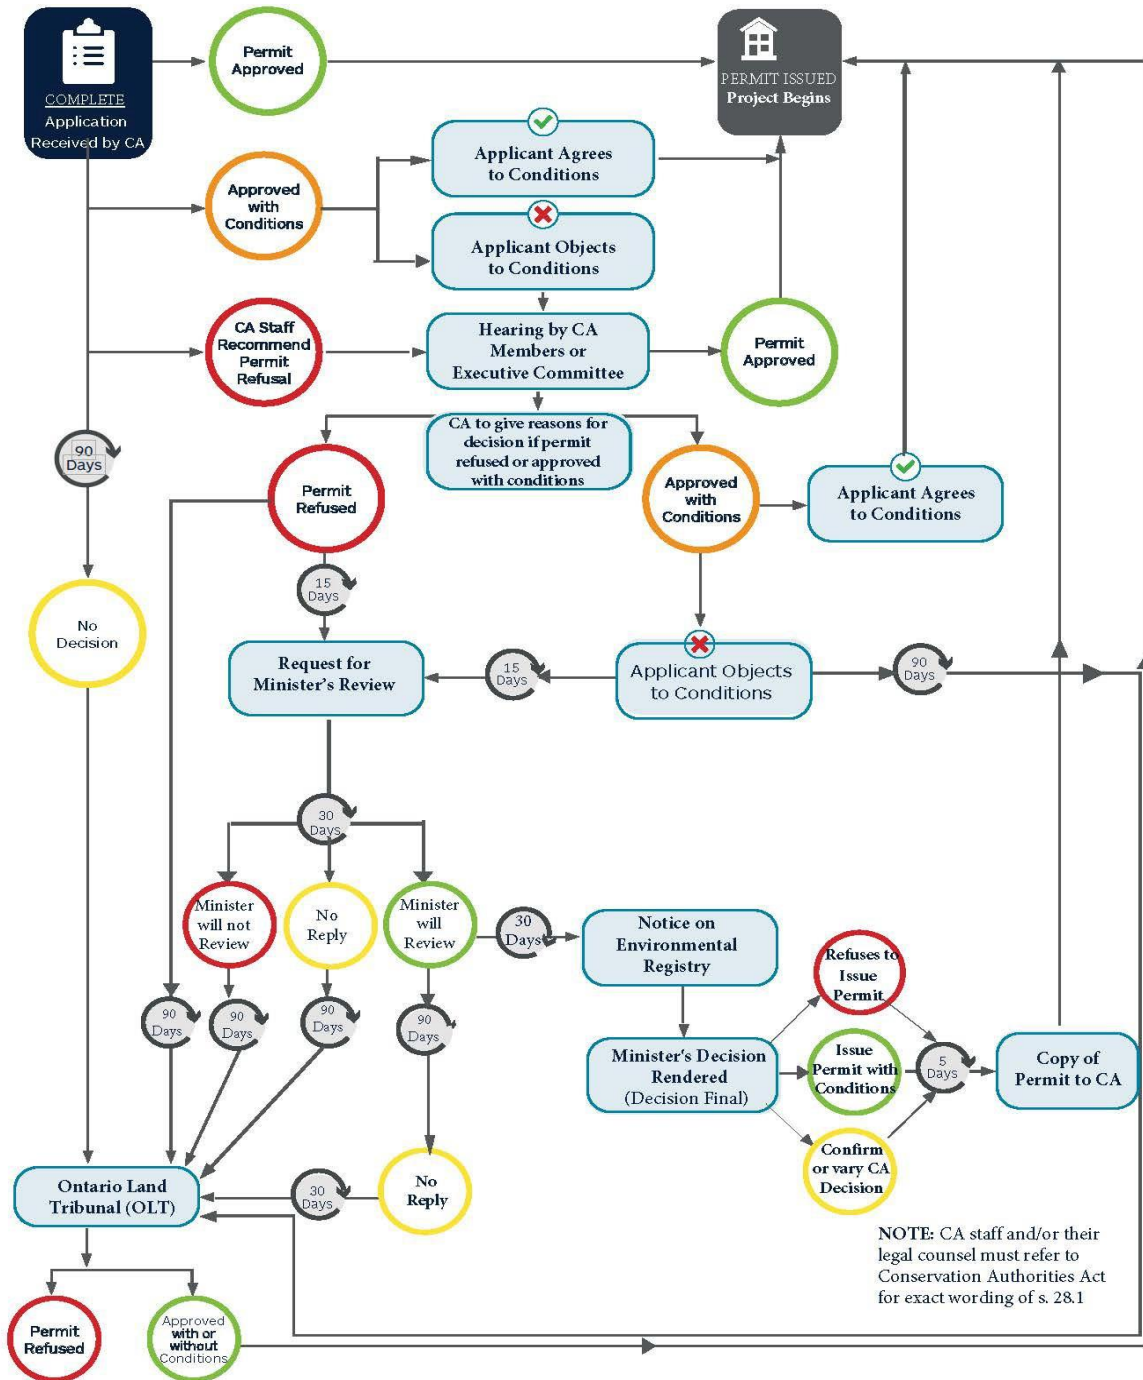 COMPLETE
Application
Received by CA
Permit
Approved
PERMIT ISSUED
Project Begins
Applicant Agrees
to Conditions
Approved
with
Conditions
Applicant Objects
to Conditions
CA Staff
Recommend
Permit
Refusal
Hearing by CA
Members or
Executive Committee
Permit
Approved
90
Days
CA to give reasons for
decision if permit
refused or approved
with conditions
Permit
Refused
Approved
with
Conditions
Applicant Agrees
to Conditions
15
Days
No
Decision
Request for
Minister's Review
15
Days
Applicant Objects
to Conditions
90
Days
30
Days
Minister
will not
Review
No
Reply
Minister
will
Review
30
Days
Notice on
Environmental
Registry
Refuses to
Issue
Permit
90
Days
90
Days
90
Days
90
Days
Minister's Decision
Rendered
(Decision Final)
Issue
Permit with
Conditions
5
Days
Copy of
Permit to CA
Confirm
or vary CA
Decision
Ontario Land
Tribunal (OLT)
30
Days
No
Reply
NOTE: CA staff and/or their
legal counsel must refer to
Conservation Authorities Act
for exact wording of s. 28.1
Permit
Refused
Approved
with or
without
Conditions